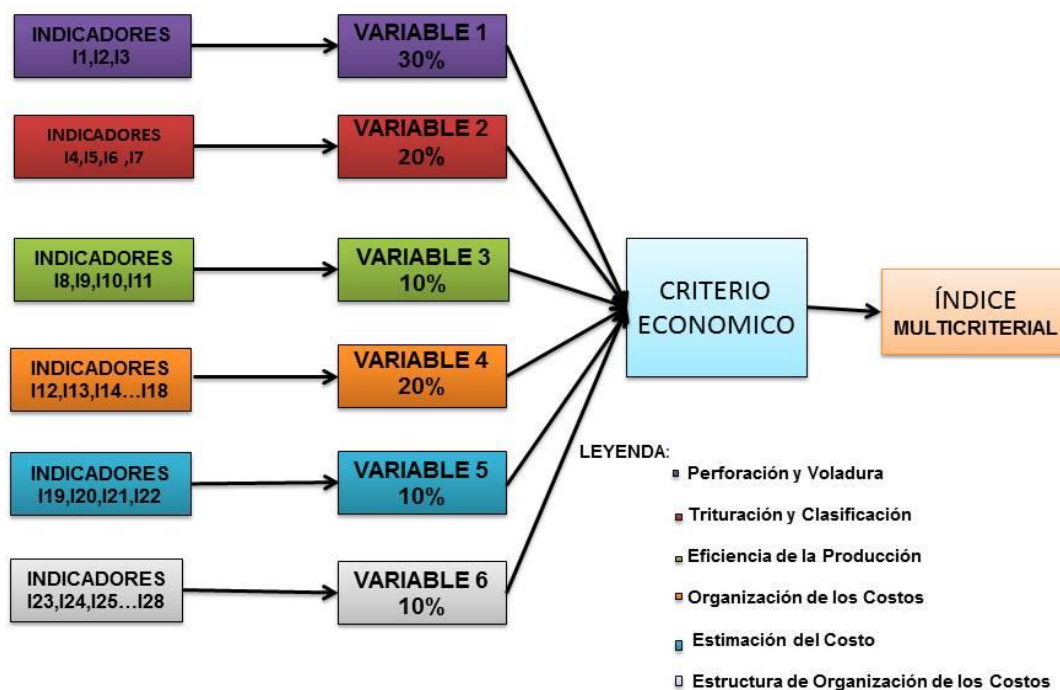 INDICADORES
I1,I2,I3
VARIABLE 1
30%
INDICADORES
I4,I5,I6 ,I7
VARIABLE 2
20%
INDICADORES
I8,I9,I10,I11
VARIABLE 3
10%
INDICADORES
I12,I13,I14...I18
VARIABLE 4
20%
INDICADORES
I19,I20,I21,I22
VARIABLE 5
10%
INDICADORES
I23,I24,I25...I28
VARIABLE 6
10%
CRITERIO
ECONOMICO
ÍNDICE
MULTICRITERIAL
LEYENDA:
Perforación y Voladura
Trituración y Clasificación
Eficiencia de la Producción
Organización de los Costos
Estimación del Costo
Estructura de Organización de los Costos